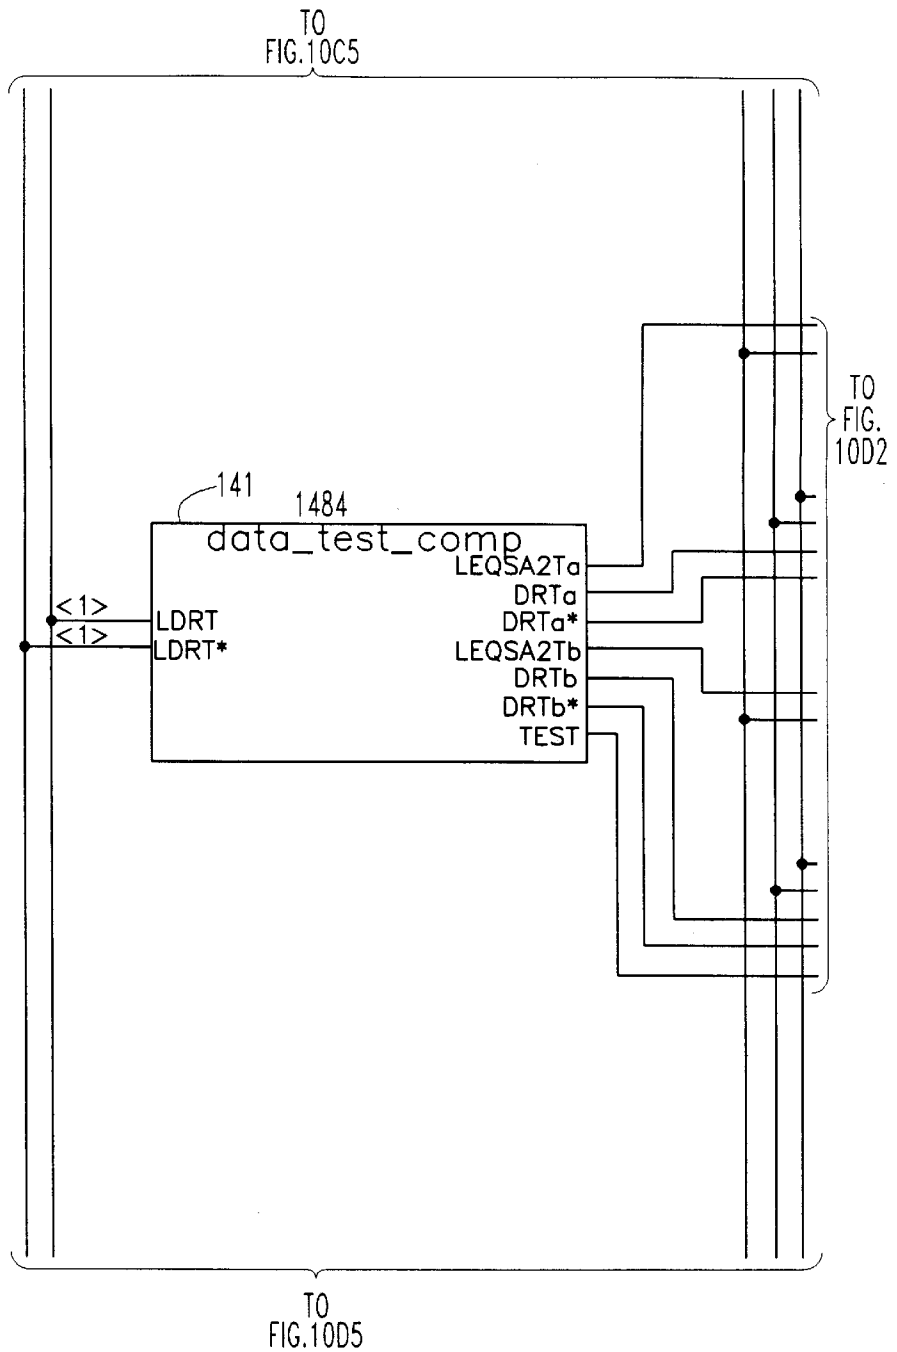 TO
FIG.10C5
TO
FIG.
10D2
141
1484
data_test_comp
LEQSA2Ta
DRTa
<1>
LDRT
DRTa*
<1>
LDRT*
LEQSA2Tb
DRTb
DRTb*
TEST
TO
FIG.10D5